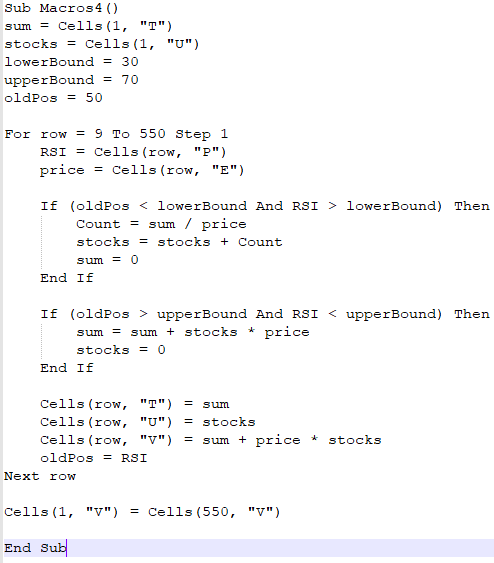 Sub Macros4()
sum = Cells(1, "T")
stocks = Cells(1, "U")
lowerBound = 30
upperBound = 70
oldPos = 50
For row = 9 To 550 Step 1
RSI = Cells(row, "P")
price = Cells(row, "E")
If (oldPos < lowerBound And RSI > lowerBound) Then
Count = sum / price
stocks = stocks + Count
sum = 0
End If
If (oldPos > upperBound And RSI < upperBound) Then
sum = sum + stocks * price
stocks = 0
End If
Cells(row, "T") = sum
Cells(row, "U") = stocks
Cells(row, "V") = sum + price * stocks
oldPos = RSI
Next row
Cells(1, "V") = Cells(550, "V")
End Sub